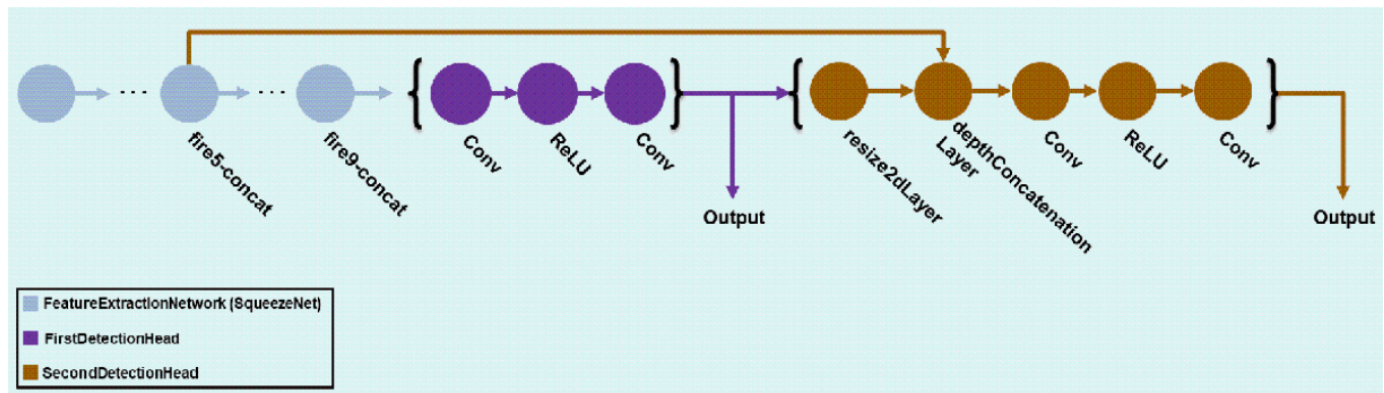 ...
...
fire5-concat
fire9-concat
Conv
ReLU
Conv
Output
resize2dLayer
depthConcatenation
Layer
Conv
ReLU
Conv
Output
FeatureExtractionNetwork (SqueezeNet)
FirstDetectionHead
SecondDetectionHead